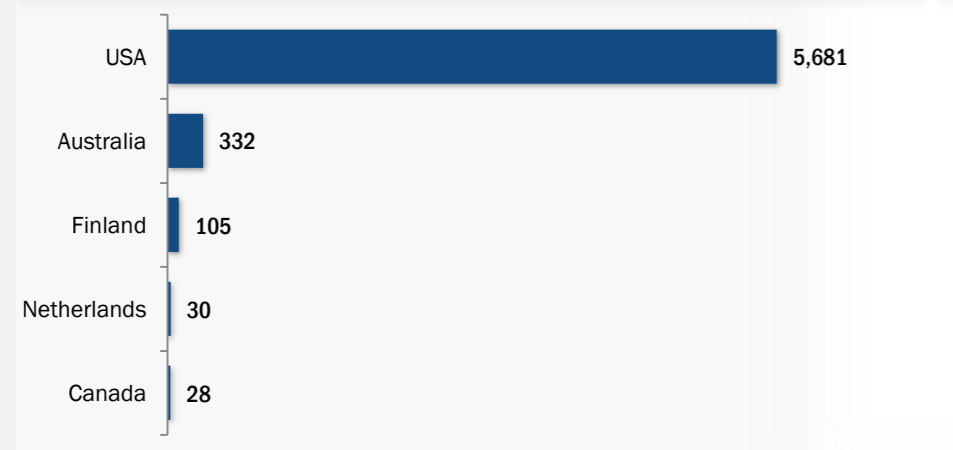 USA 5,681
Australia 332
Finland 105
Netherlands 30
Canada 28